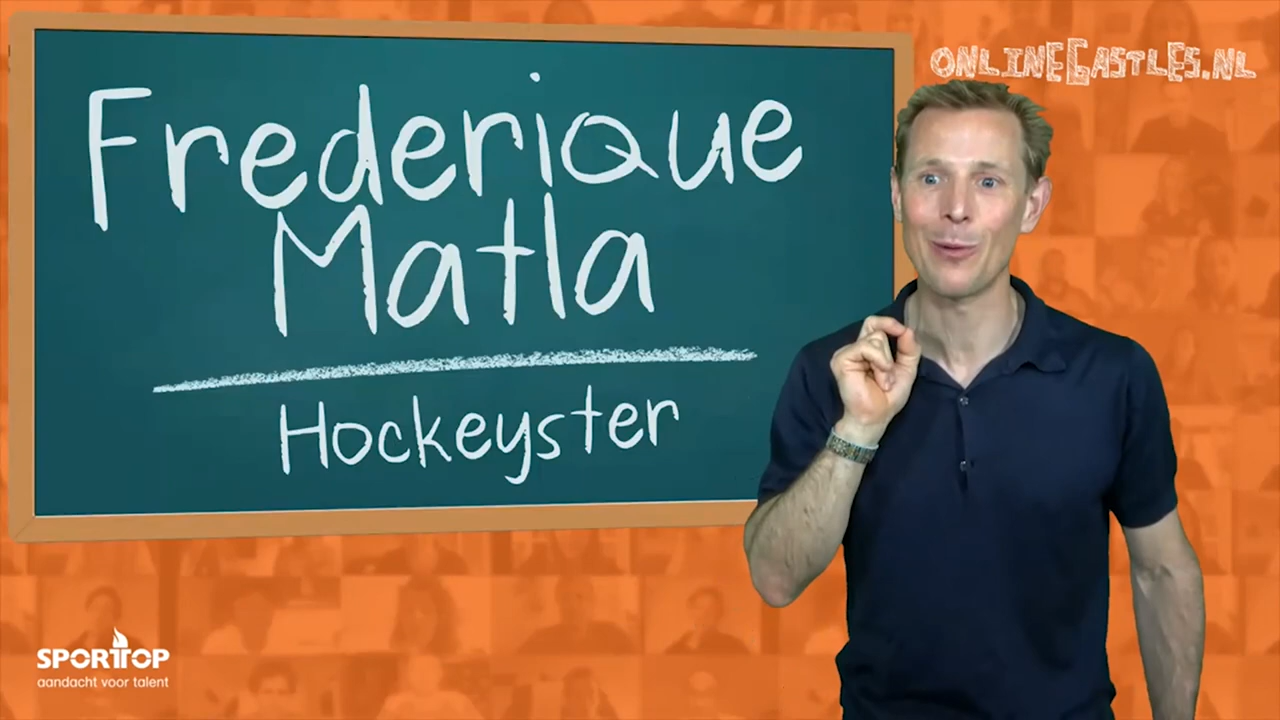 ONLINEGASTLES.NL
Frederique
Matla
Hockeyster
SPORTTOP
aandacht voor talent